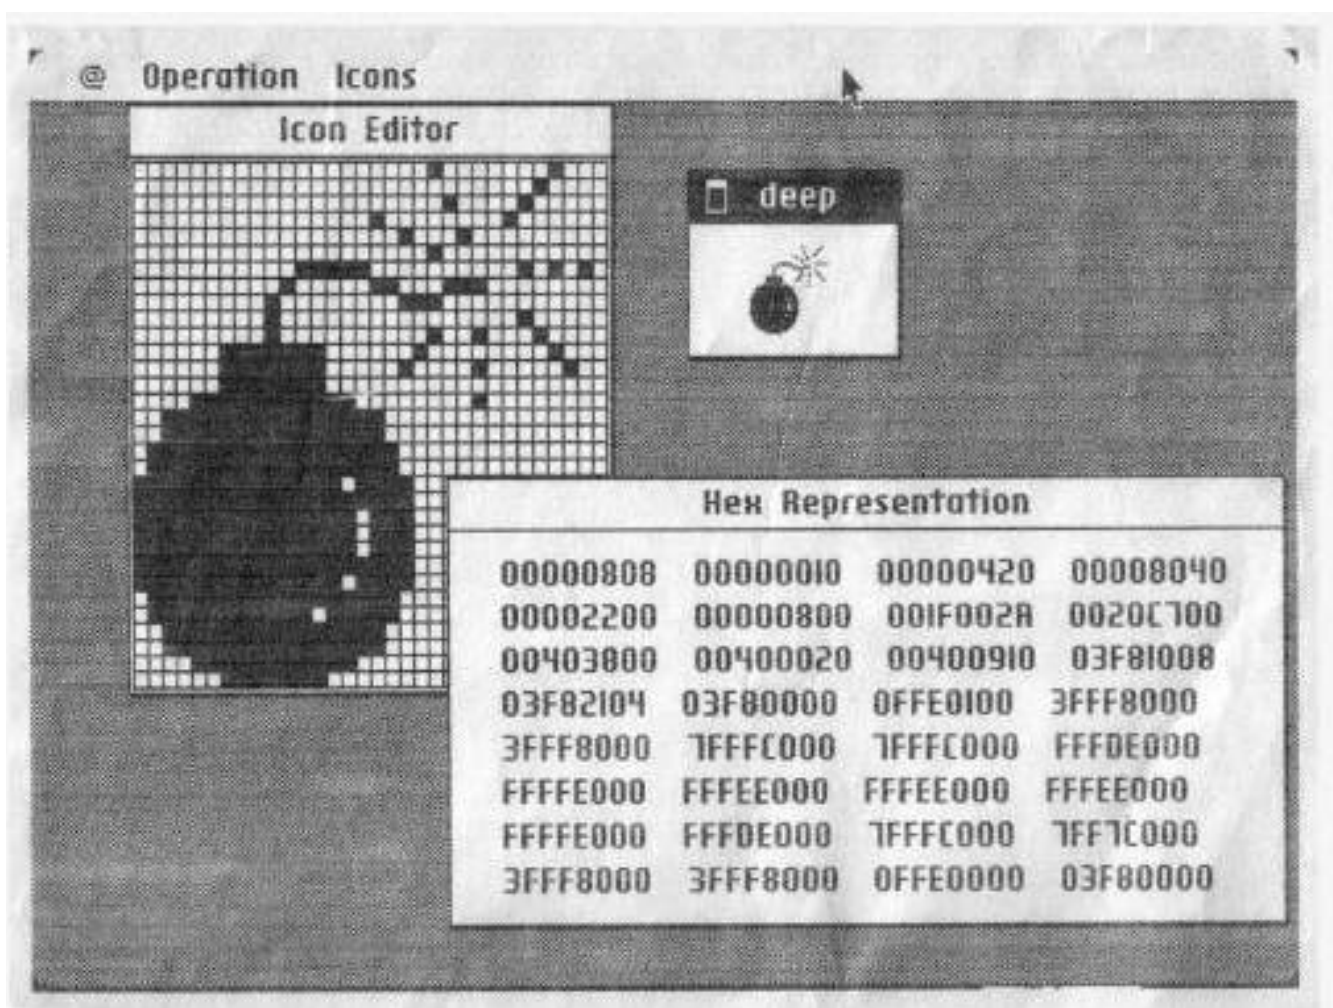 @ Operation Icons
Icon Editor
deep
Hex Representation
00000808 00000010 00000420 00008040
00002200 00000800 001F002A 0020C700
00403800 00400020 00400910 03F81008
03F82104 03F80000 0FFE0100 3FFF8000
3FFF8000 7FFFC000 7FFFC000 FFFDE000
FFFFE000 FFFEE000 FFFEE000 FFFEE000
FFFFE000 FFFDE000 7FFFC000 7FF7C000
3FFF8000 3FFF8000 0FFE0000 03F80000